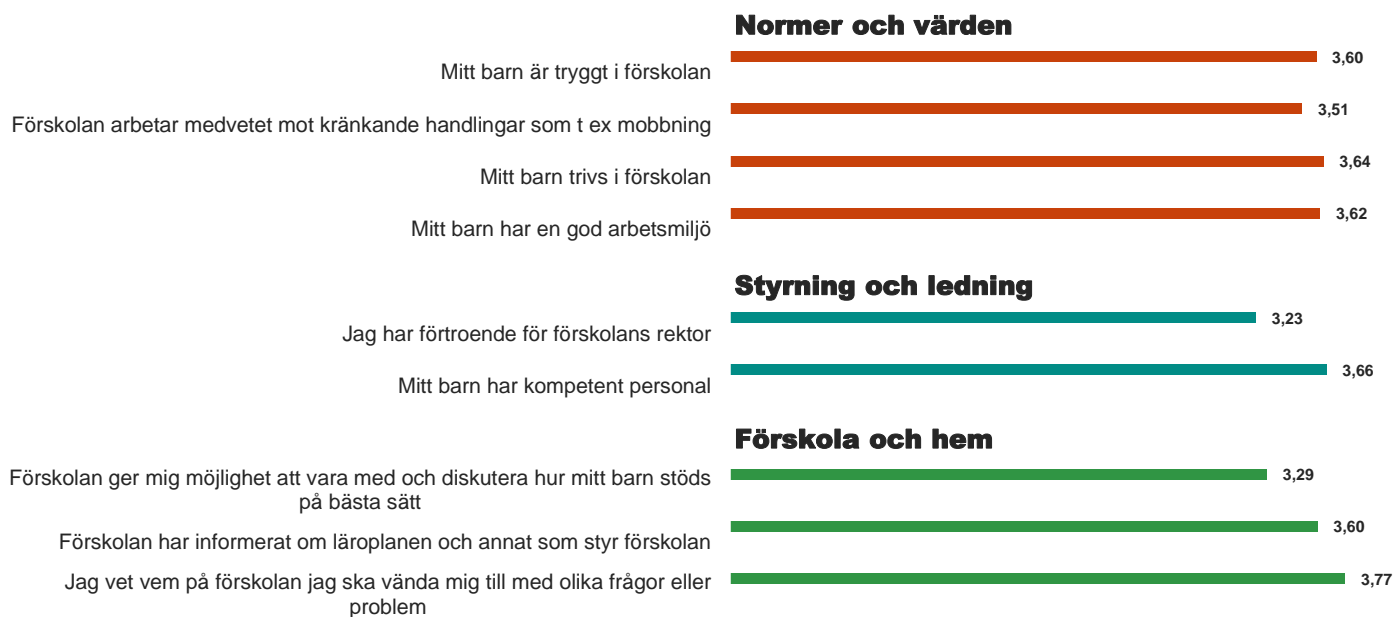 Normer och värden
Mitt barn är tryggt i förskolan
3,60
Förskolan arbetar medvetet mot kränkande handlingar som t ex mobbning
3,51
Mitt barn trivs i förskolan
3,64
Mitt barn har en god arbetsmiljö
3,62
Styrning och ledning
Jag har förtroende för förskolans rektor
3,23
Mitt barn har kompetent personal
3,66
Förskola och hem
Förskolan ger mig möjlighet att vara med och diskutera hur mitt barn stöds
på bästa sätt
3,29
Förskolan har informerat om läroplanen och annat som styr förskolan
3,60
Jag vet vem på förskolan jag ska vända mig till med olika frågor eller
problem
3,77